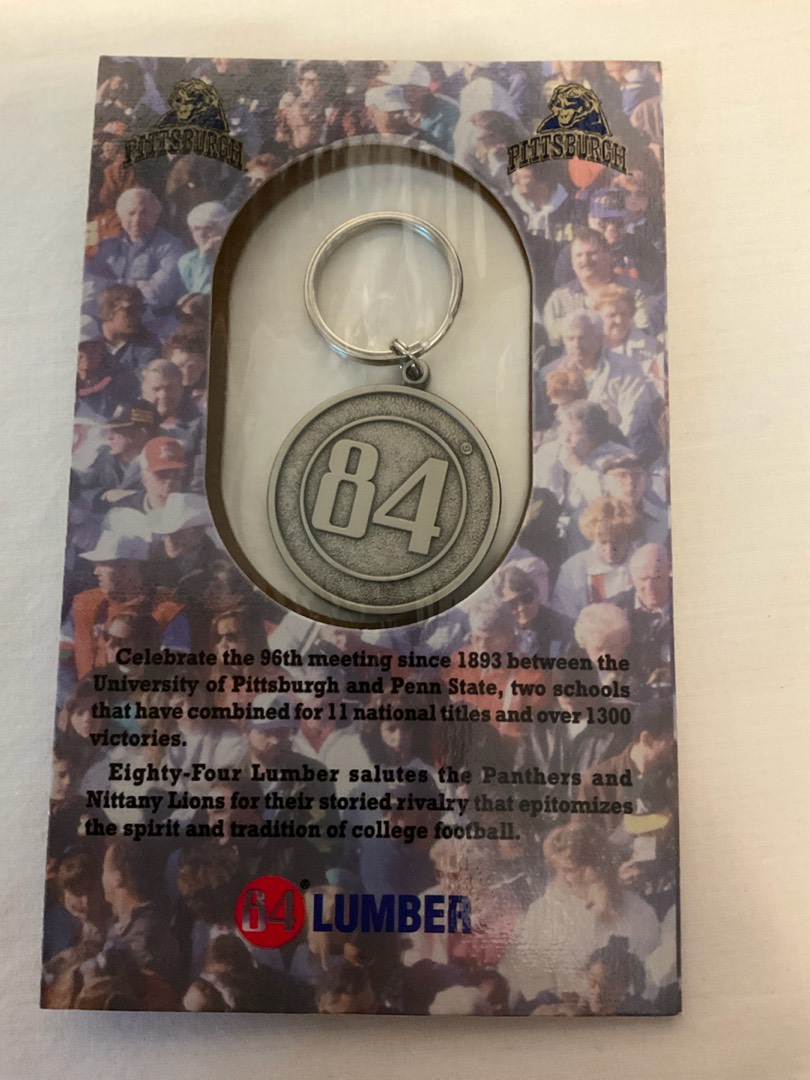 PITTSBURGH
PITTSBURGH
84
Celebrate the 96th meeting since 1893 between the
University of Pittsburgh and Penn State, two schools
that have combined for 11 national titles and over 1300
victories.
Eighty-Four Lumber salutes the Panthers and
Nittany Lions for their storied rivalry that epitomizes
the spirit and tradition of college football.
84 LUMBER